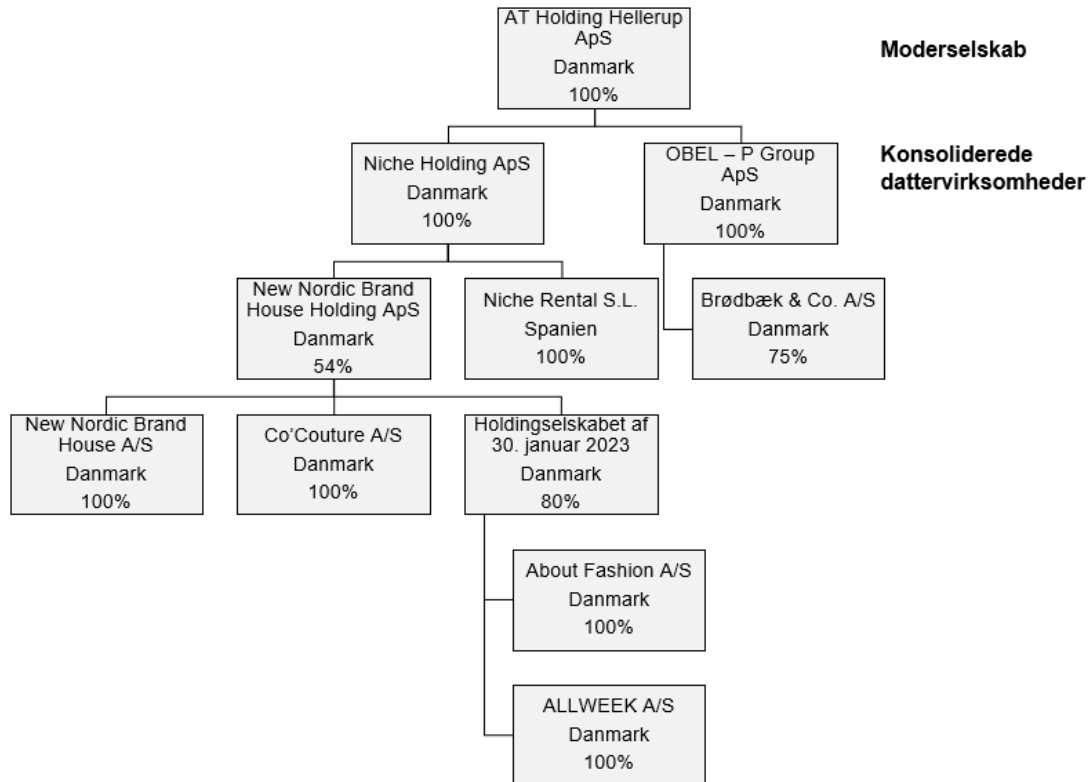 AT Holding Hellerup
ApS
Danmark
100%
Moderselskab
Niche Holding ApS
Danmark
100%
OBEL – P Group
ApS
Danmark
100%
Konsoliderede
dattervirksomheder
New Nordic Brand
House Holding ApS
Danmark
54%
Niche Rental S.L.
Spanien
100%
Brødbæk & Co. A/S
Danmark
75%
New Nordic Brand
House A/S
Danmark
100%
Co'Couture A/S
Danmark
100%
Holdingselskabet af
30. januar 2023
Danmark
80%
About Fashion A/S
Danmark
100%
ALLWEEK A/S
Danmark
100%